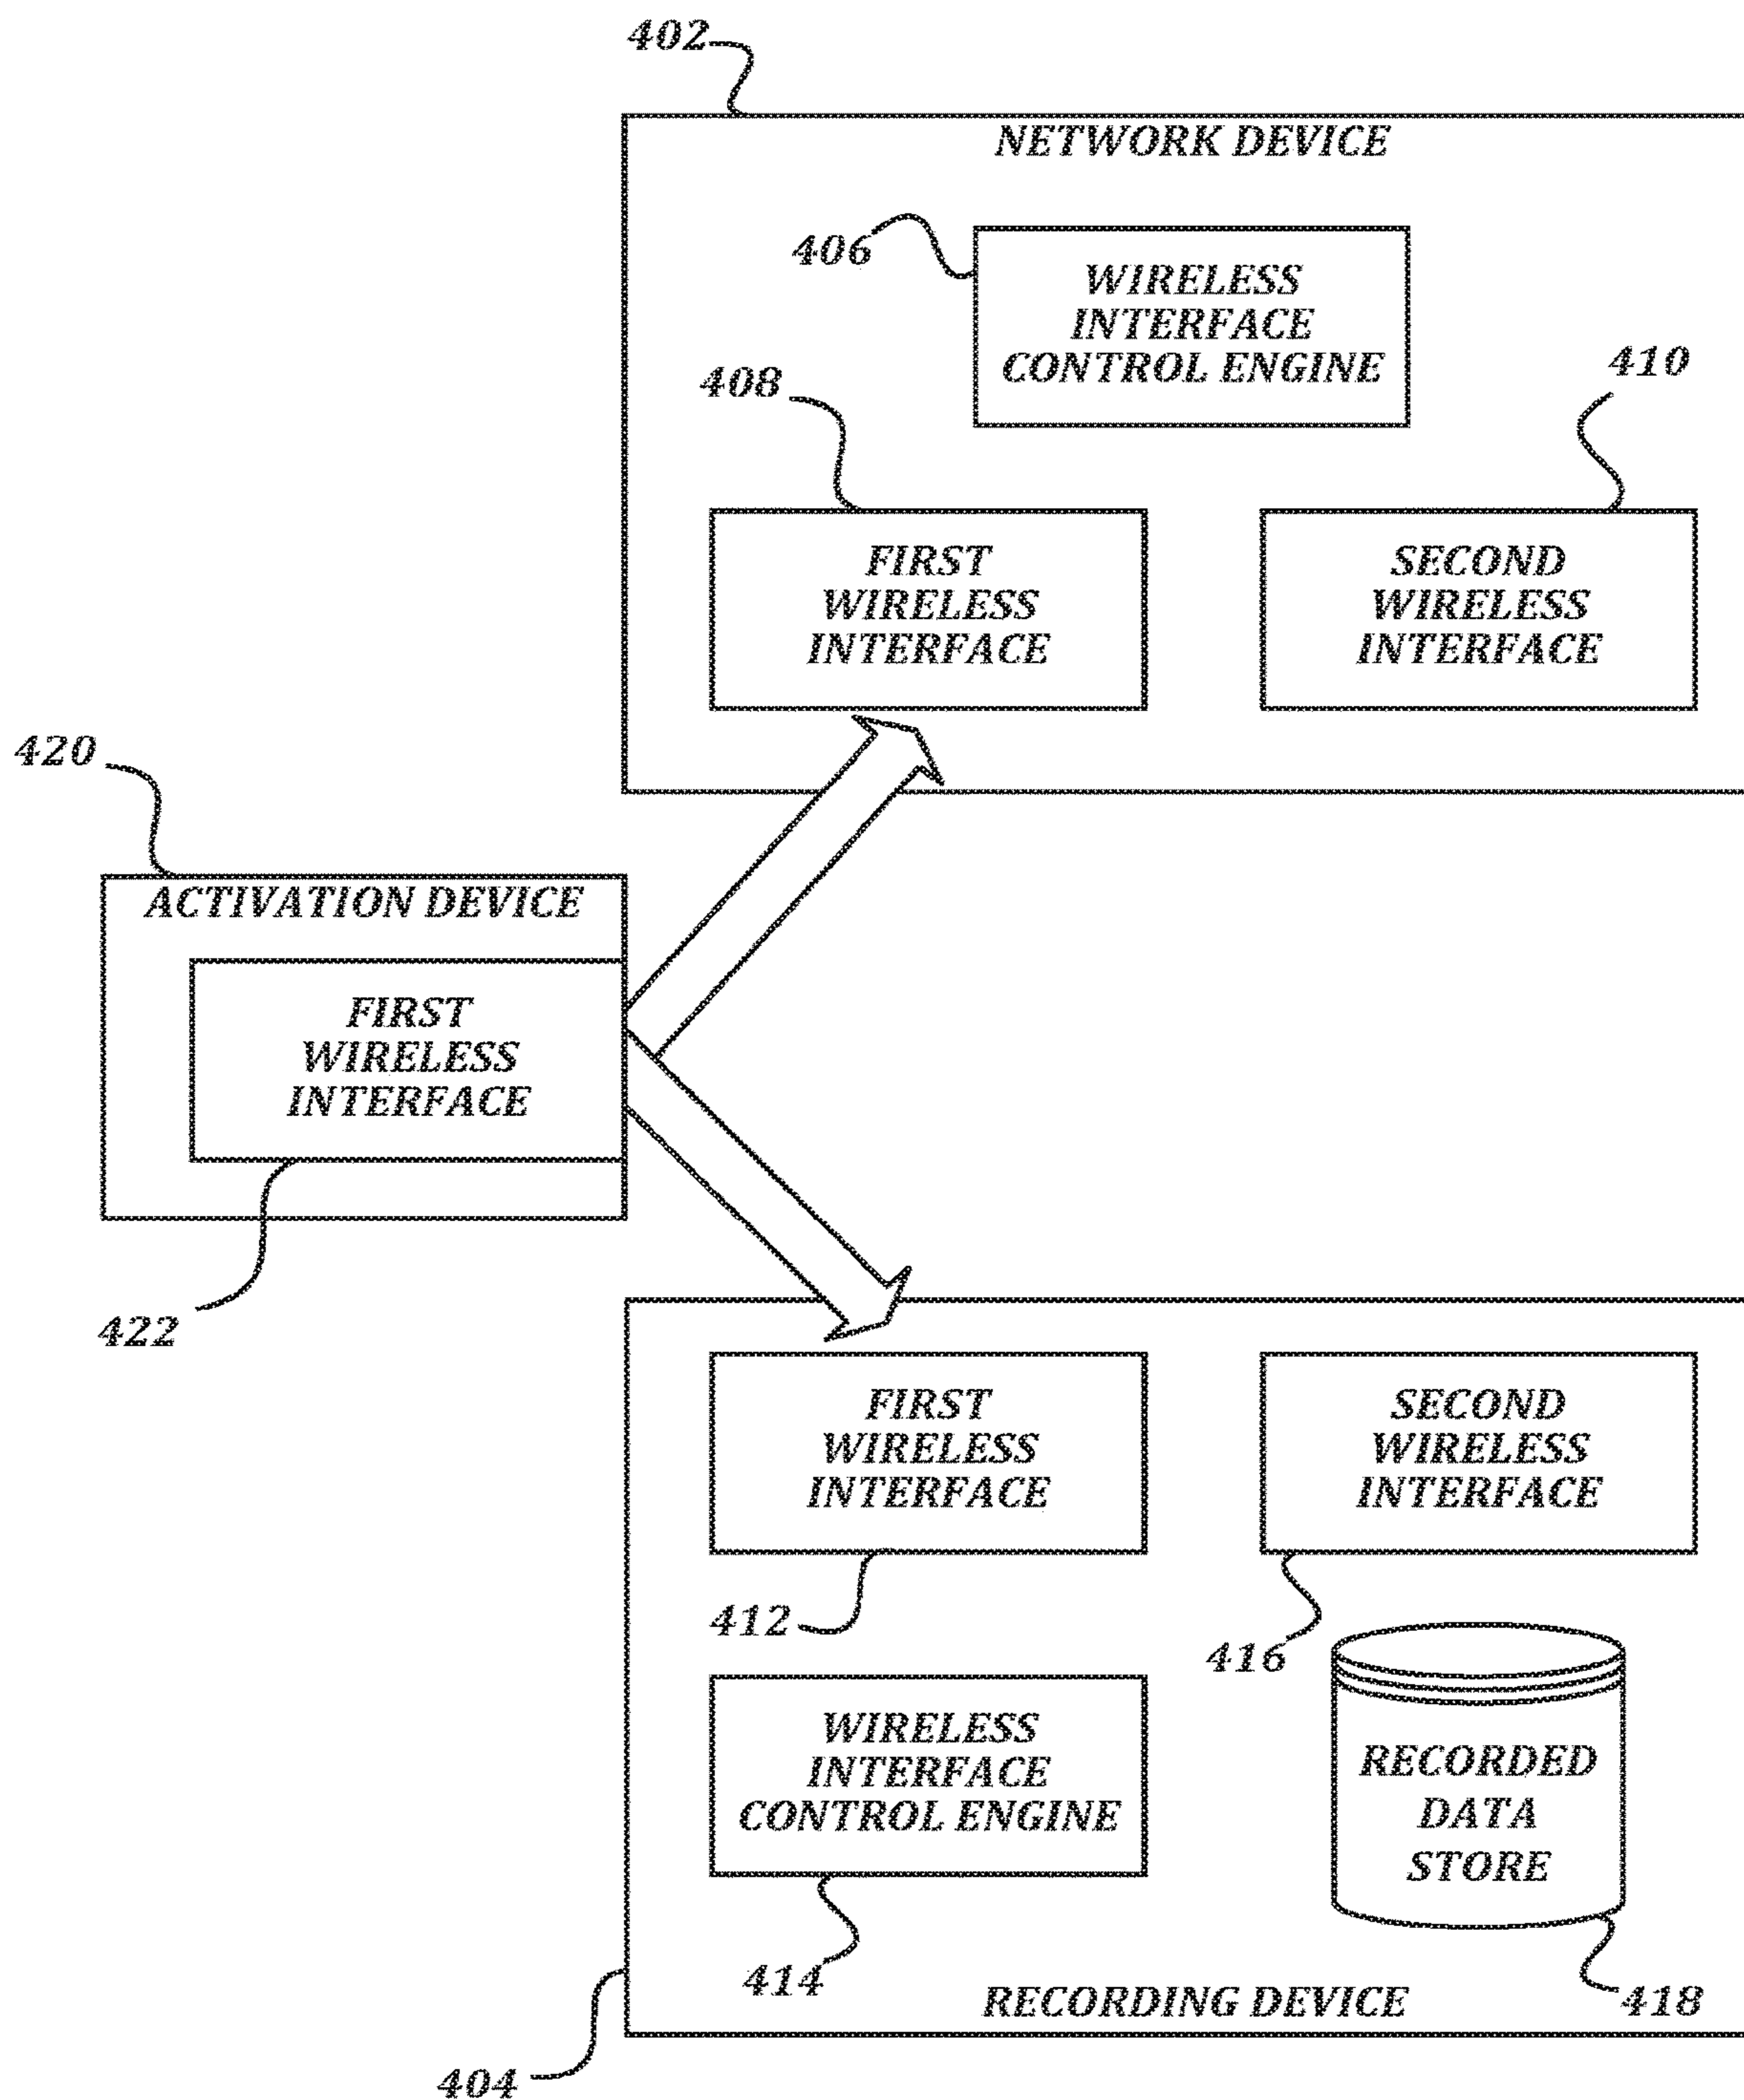 402
NETWORK DEVICE
406
WIRELESS
INTERFACE
CONTROL ENGINE
408
410
FIRST
WIRELESS
INTERFACE
SECOND
WIRELESS
INTERFACE
420
ACTIVATION DEVICE
FIRST
WIRELESS
INTERFACE
422
FIRST
WIRELESS
INTERFACE
SECOND
WIRELESS
INTERFACE
412
416
WIRELESS
INTERFACE
CONTROL ENGINE
RECORDED
DATA
STORE
414
418
RECORDING DEVICE
404